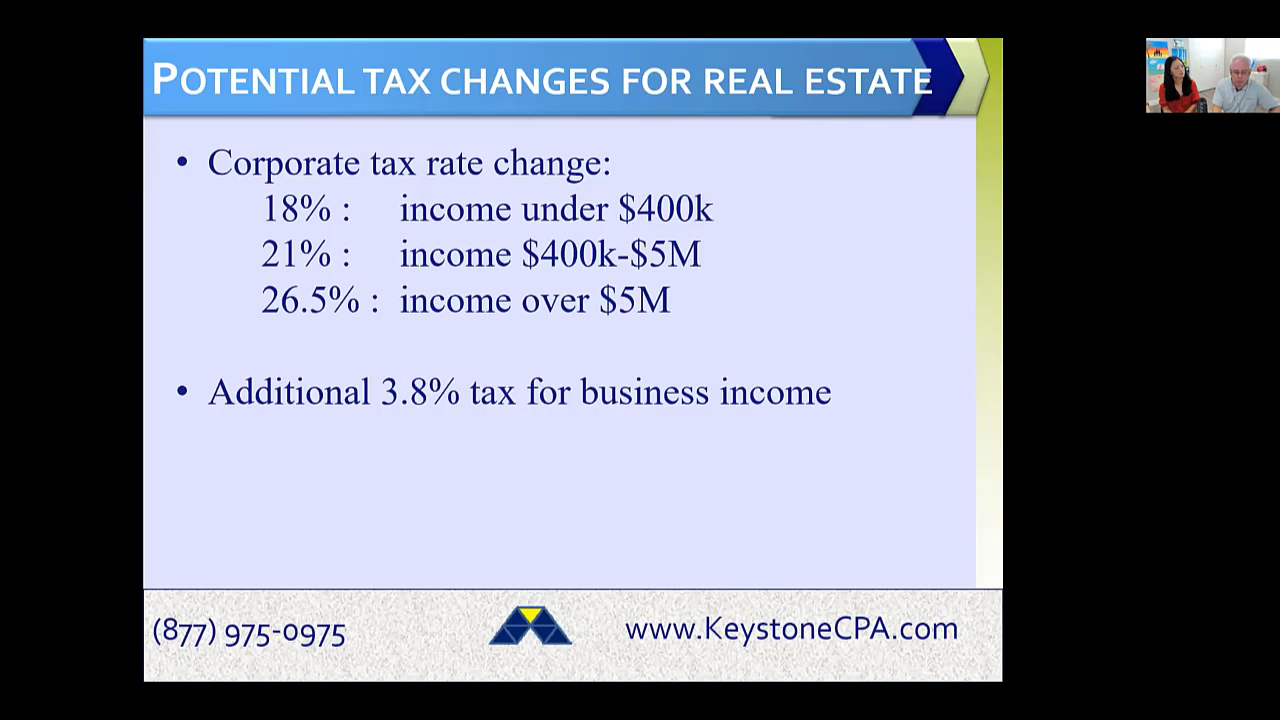 POTENTIAL TAX CHANGES FOR REAL ESTATE
• Corporate tax rate change:
18% : income under $400k
21% : income $400k-$5M
26.5% : income over $5M
• Additional 3.8% tax for business income
(877) 975-0975
www.KeystoneCPA.com